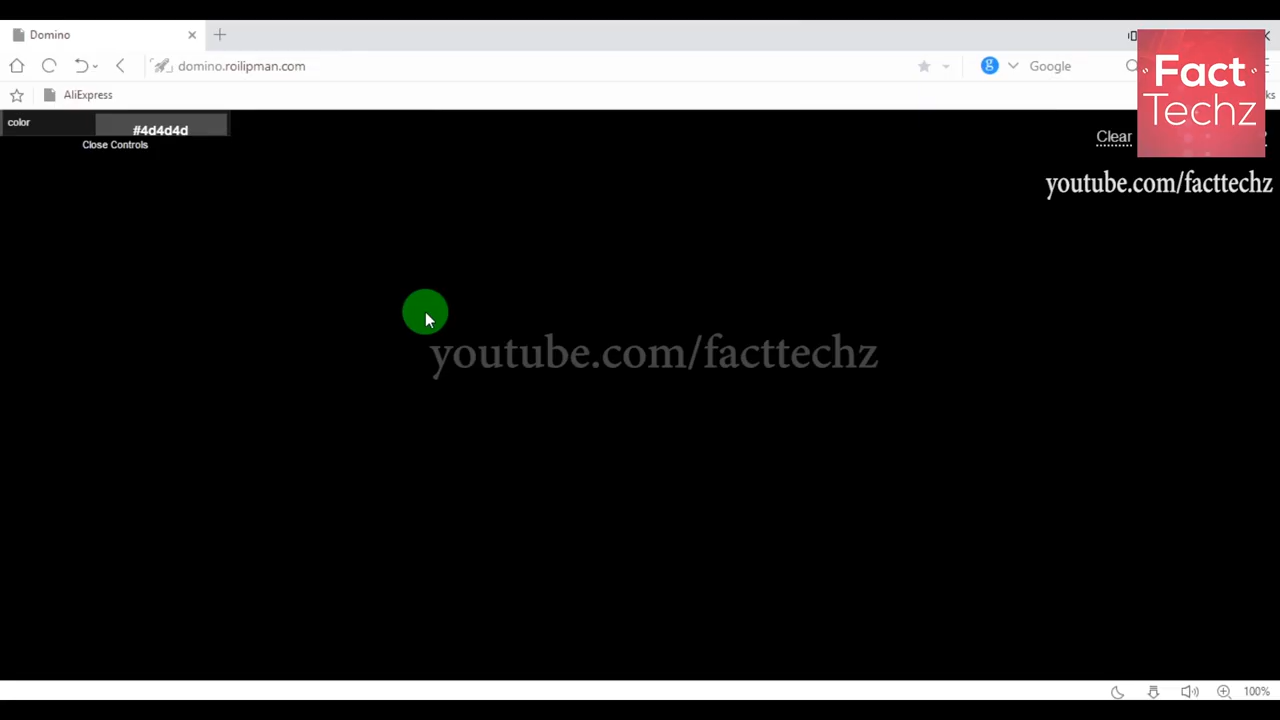 Domino
domino.roilipman.com
Google
AliExpress
Fact
Techz
color
#4d4d4d
Close Controls
Clear
youtube.com/facttechz
youtube.com/facttechz
100%